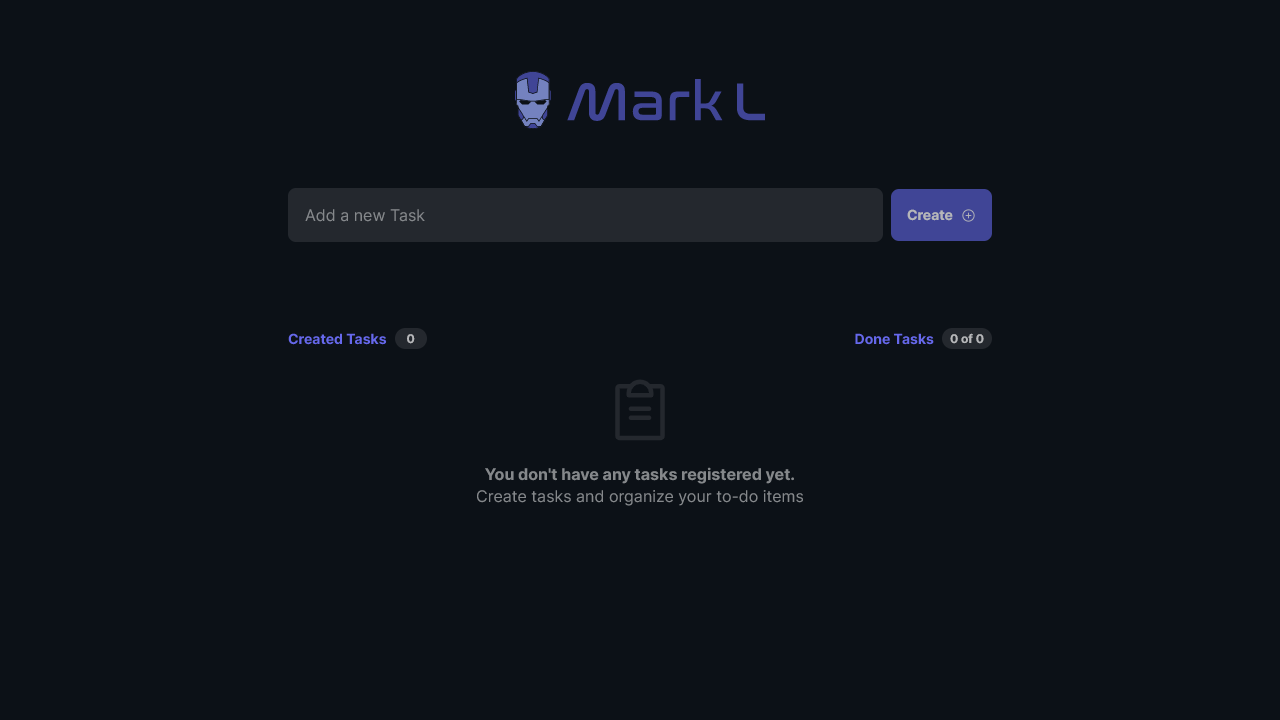 Mark L
Add a new Task
Create
Created Tasks 0
Done Tasks 0 of 0
You don't have any tasks registered yet.
Create tasks and organize your to-do items